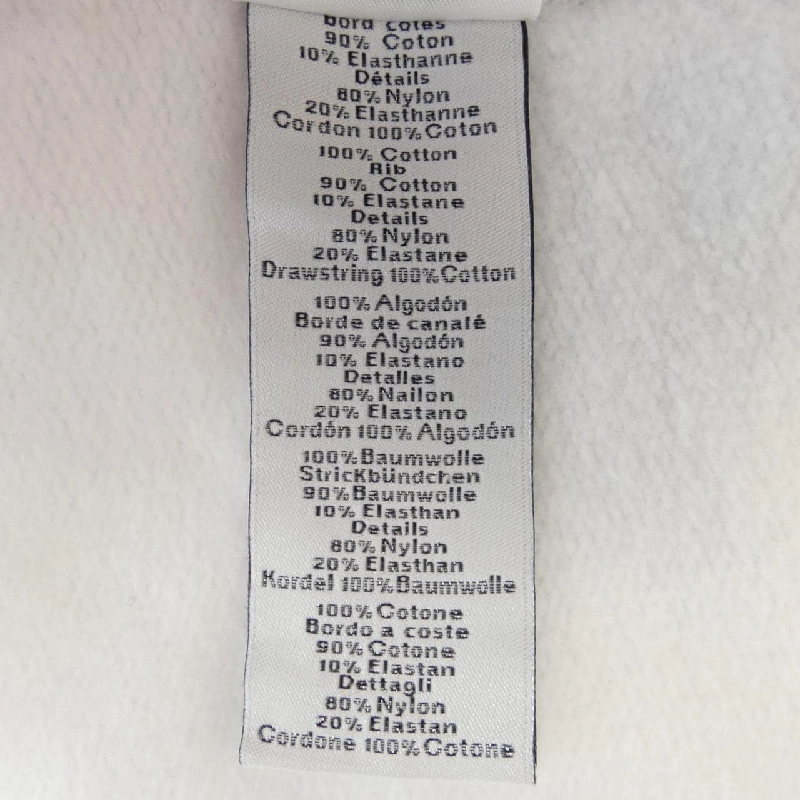 bord côtes
90% Coton
10% Elasthanne
Détails
80% Nylon
20% Elasthanne
Cordon 100% Coton
100% Cotton
Rib
90% Cotton
10% Elastane
Details
80% Nylon
20% Elastane
Drawstring 100% Cotton
100% Algodón
Borde de canalé
90% Algodón
10% Elastano
Detalles
80% Nailon
20% Elastano
Cordón 100% Algodón
100% Baumwolle
Strickbündchen
90% Baumwolle
10% Elasthan
Details
80% Nylon
20% Elasthan
Kordel 100% Baumwolle
100% Cotone
Bordo a coste
90% Cotone
10% Elastan
Dettagli
80% Nylon
20% Elastan
Cordone 100% Cotone